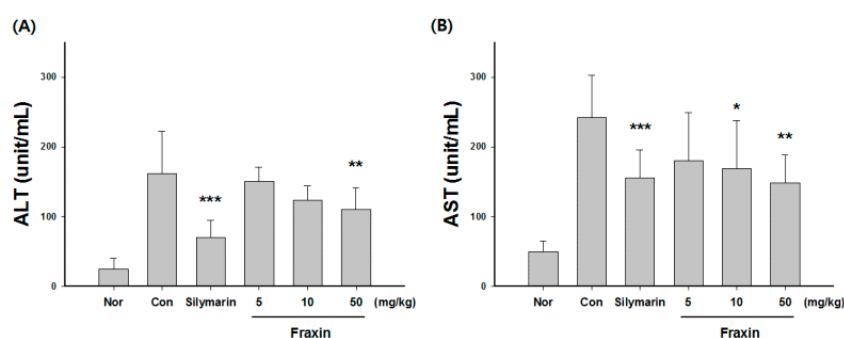 (A)
ALT (unit/mL)
300
200
100
0
***
**
Nor Con Silymarin 5 10 50 (mg/kg)
Fraxin
(B)
AST (unit/mL)
300
200
100
0
***
*
**
Nor Con Silymarin 5 10 50 (mg/kg)
Fraxin